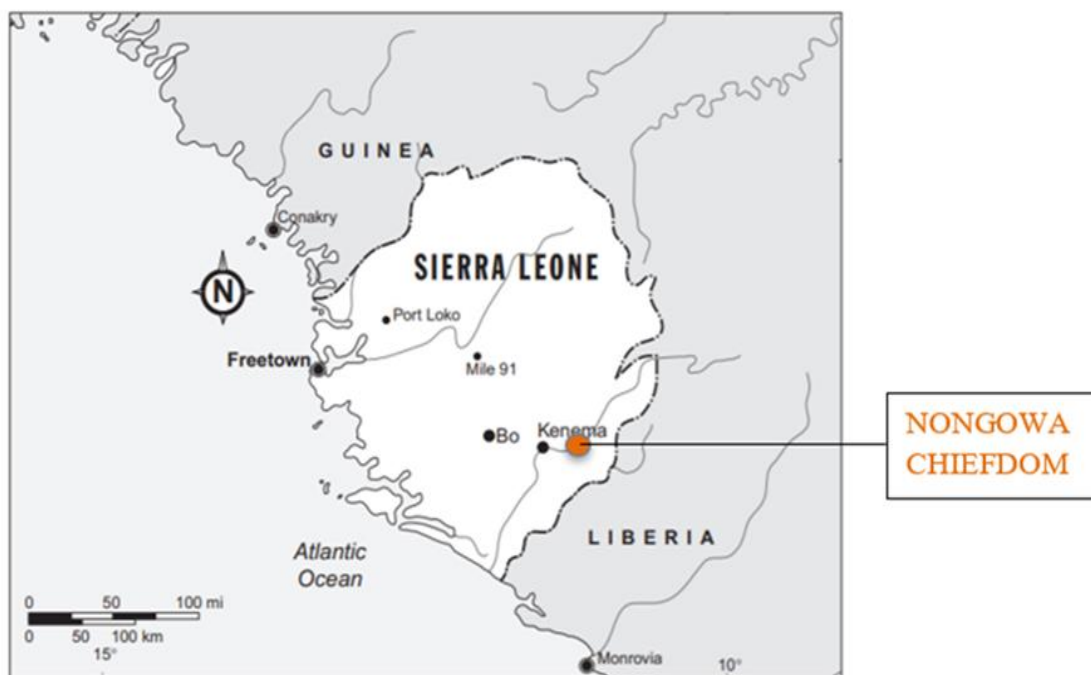 GUINEA
Conakry
N
SIERRA LEONE
Port Loko
Freetown
Mile 91
Bo
Kenema
NONGOWA
CHIEFDOM
LIBERIA
Atlantic
Ocean
0 50 100 mi
0 50 100 km
15°
Monrovia
10°